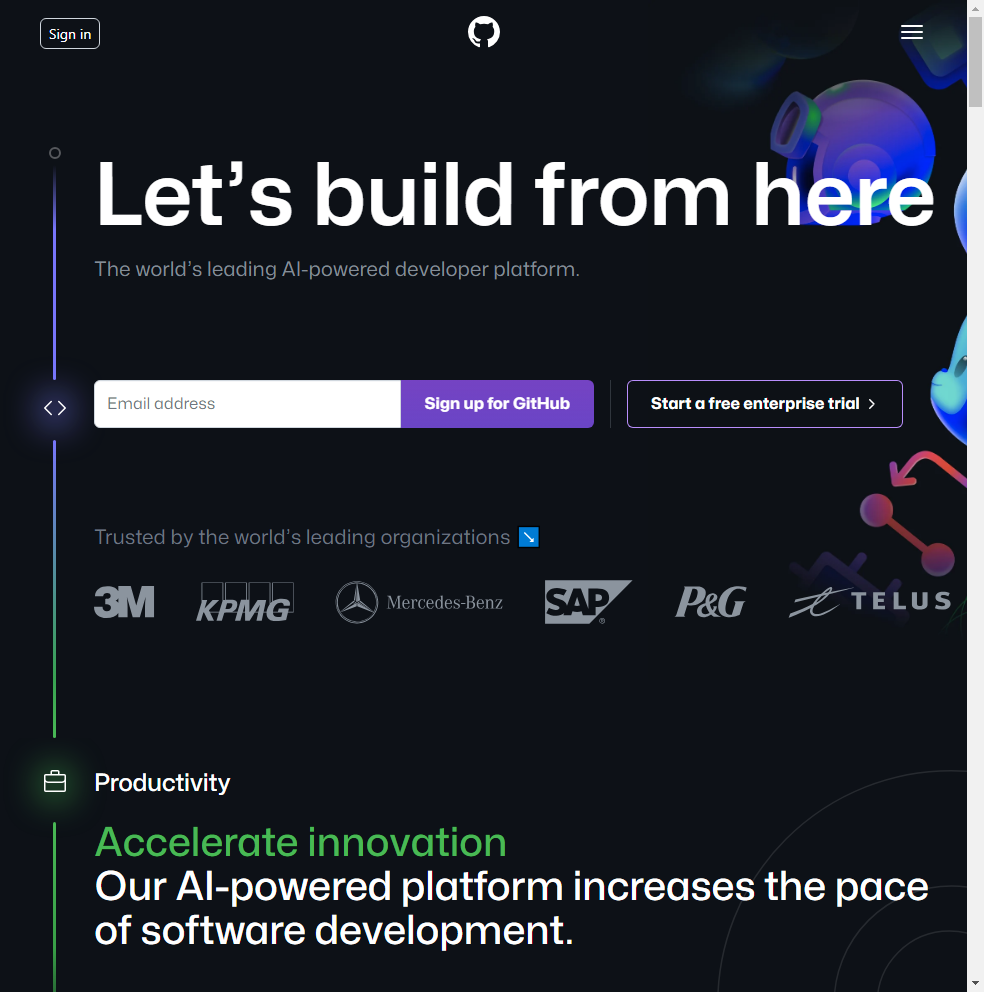 Sign in
Let’s build from here
The world’s leading AI-powered developer platform.
Email address
Sign up for GitHub
Start a free enterprise trial
Trusted by the world’s leading organizations ↘
3M
KPMG
Mercedes-Benz
SAP®
P&G
TELUS
Productivity
Accelerate innovation
Our AI-powered platform increases the pace
of software development.